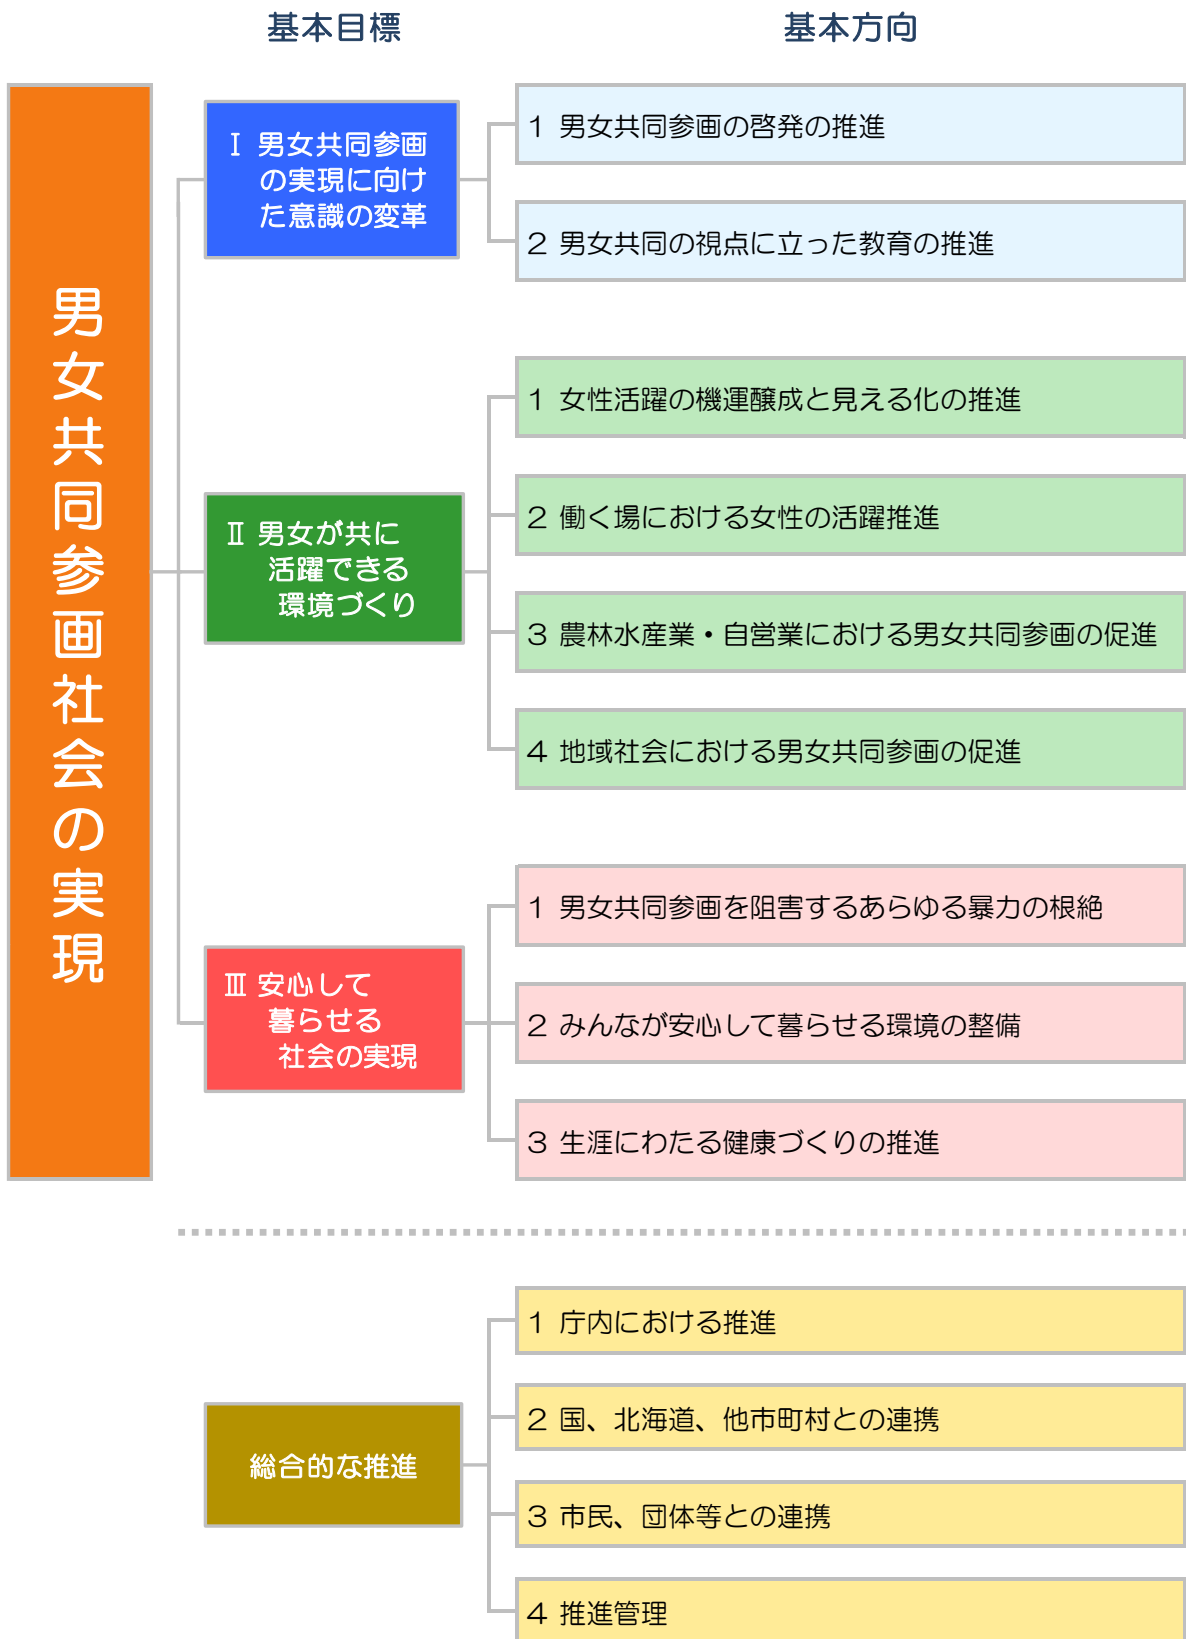 基本目標
基本方向
男女共同参画社会の実現
Ⅰ 男女共同参画
の実現に向け
た意識の変革
1 男女共同参画の啓発の推進
2 男女共同の視点に立った教育の推進
Ⅱ 男女が共に
活躍できる
環境づくり
1 女性活躍の機運醸成と見える化の推進
2 働く場における女性の活躍推進
3 農林水産業・自営業における男女共同参画の促進
4 地域社会における男女共同参画の促進
Ⅲ 安心して
暮らせる
社会の実現
1 男女共同参画を阻害するあらゆる暴力の根絶
2 みんなが安心して暮らせる環境の整備
3 生涯にわたる健康づくりの推進
総合的な推進
1 庁内における推進
2 国、北海道、他市町村との連携
3 市民、団体等との連携
4 推進管理